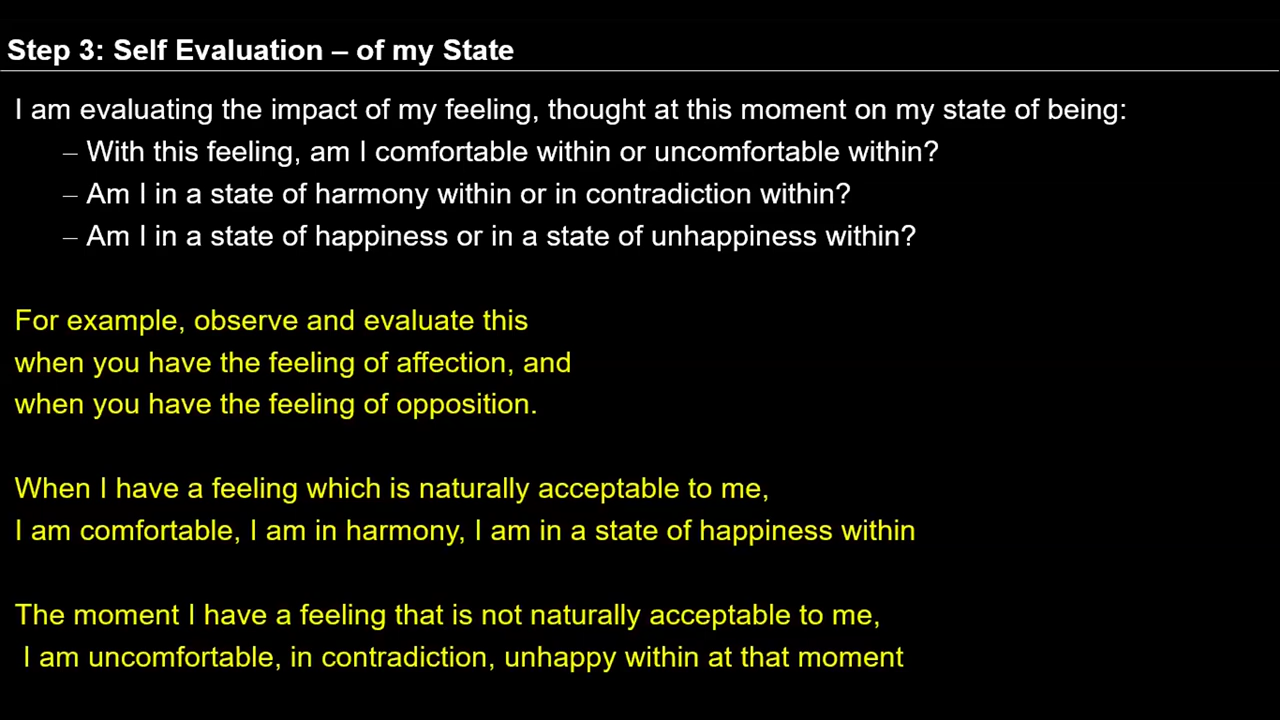 Step 3: Self Evaluation – of my State
I am evaluating the impact of my feeling, thought at this moment on my state of being:
– With this feeling, am I comfortable within or uncomfortable within?
– Am I in a state of harmony within or in contradiction within?
– Am I in a state of happiness or in a state of unhappiness within?
For example, observe and evaluate this
when you have the feeling of affection, and
when you have the feeling of opposition.
When I have a feeling which is naturally acceptable to me,
I am comfortable, I am in harmony, I am in a state of happiness within
The moment I have a feeling that is not naturally acceptable to me,
I am uncomfortable, in contradiction, unhappy within at that moment